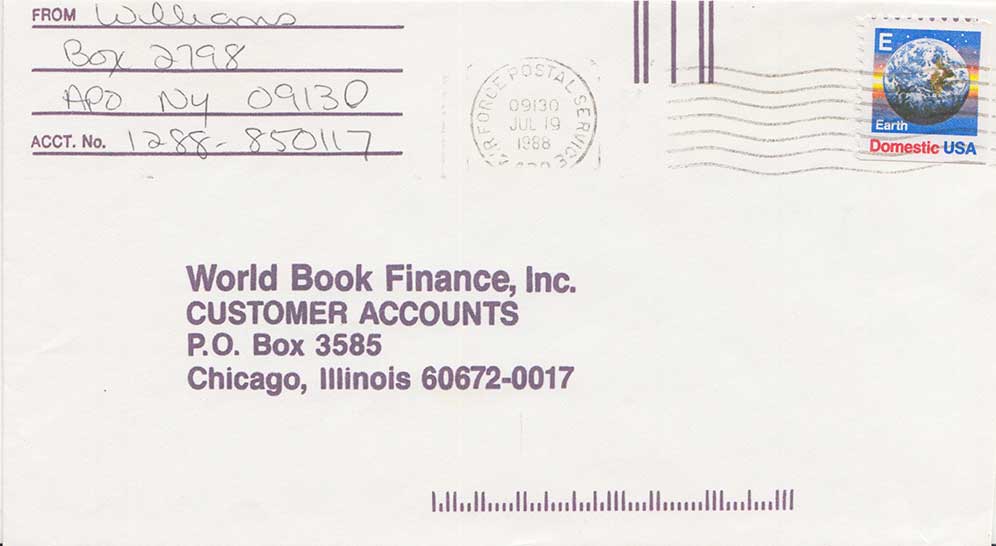 FROM Williams
Box 2798
APO NY 09130
ACCT. No. 1288-850117
AIR FORCE POSTAL SERVICE
09130
JUL 19
1988
APO
E
Earth
Domestic USA
World Book Finance, Inc.
CUSTOMER ACCOUNTS
P.O. Box 3585
Chicago, Illinois 60672-0017